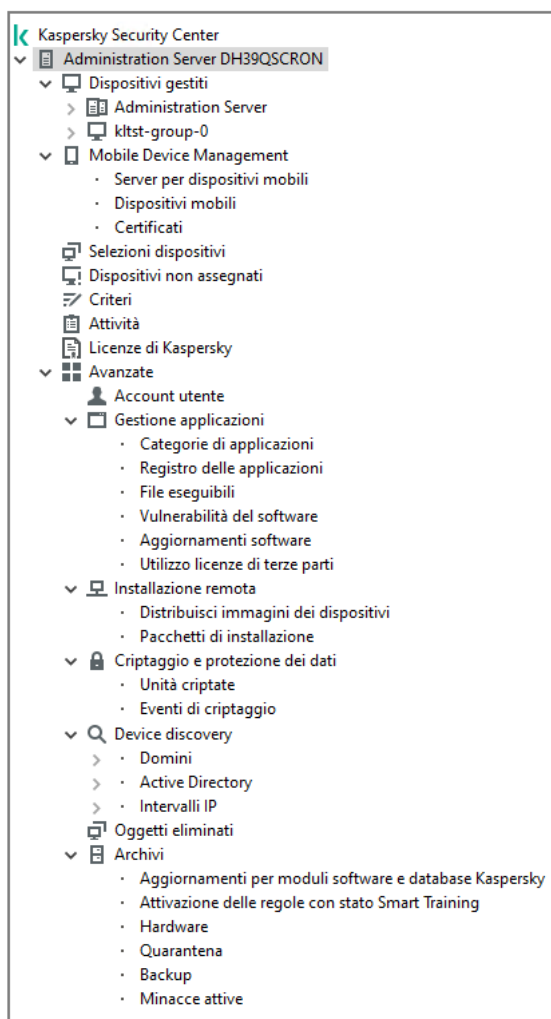 Kaspersky Security Center
Administration Server DH39QSCRON
Dispositivi gestiti
Administration Server
kltst-group-0
Mobile Device Management
Server per dispositivi mobili
Dispositivi mobili
Certificati
Selezioni dispositivi
Dispositivi non assegnati
Criteri
Attività
Licenze di Kaspersky
Avanzate
Account utente
Gestione applicazioni
Categorie di applicazioni
Registro delle applicazioni
File eseguibili
Vulnerabilità del software
Aggiornamenti software
Utilizzo licenze di terze parti
Installazione remota
Distribuisci immagini dei dispositivi
Pacchetti di installazione
Criptaggio e protezione dei dati
Unità criptate
Eventi di criptaggio
Device discovery
Domini
Active Directory
Intervalli IP
Oggetti eliminati
Archivi
Aggiornamenti per moduli software e database Kaspersky
Attivazione delle regole con stato Smart Training
Hardware
Quarantena
Backup
Minacce attive